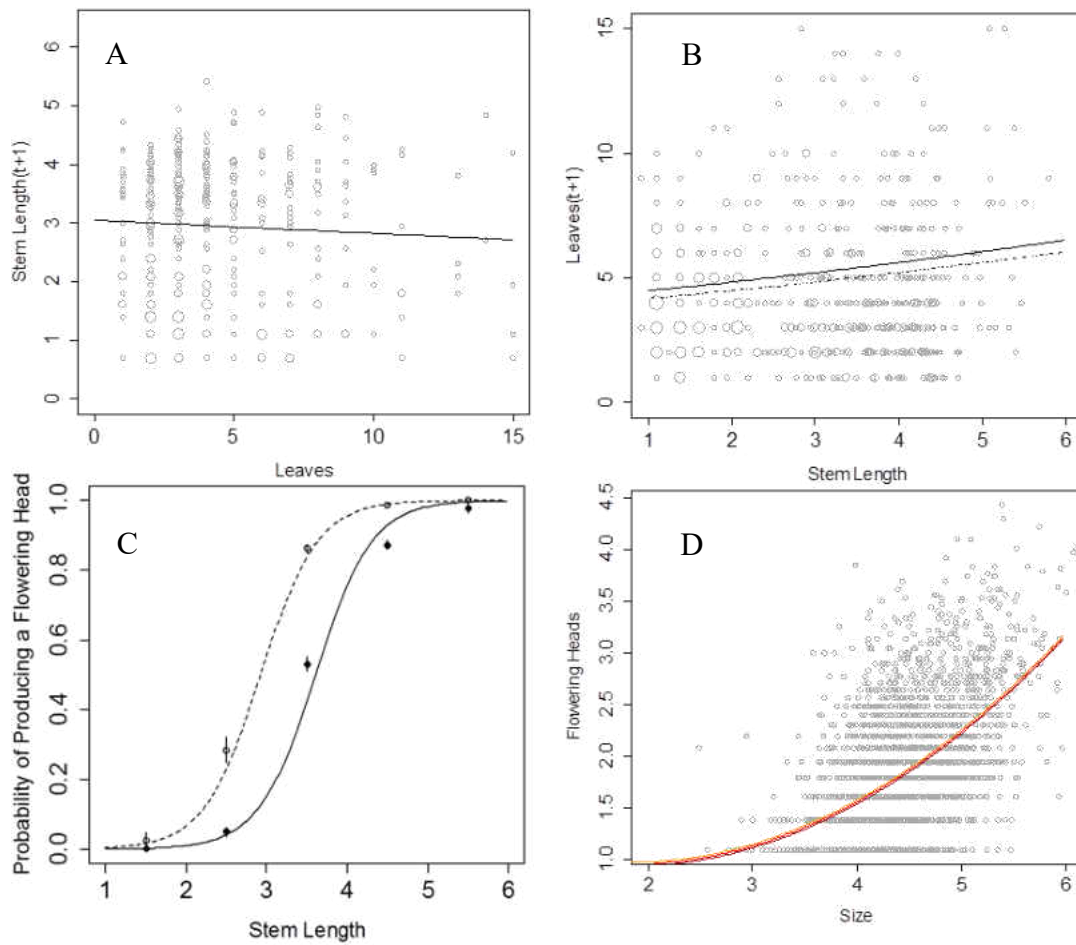 A
Stem Length(t+1)
6
5
4
3
2
1
0
0 5 10 15
Leaves
B
Leaves(t+1)
15
10
5
0
1 2 3 4 5 6
Stem Length
C
Probability of Producing a Flowering Head
1.0
0.8
0.6
0.4
0.2
0.0
1 2 3 4 5 6
Stem Length
D
Flowering Heads
4.5
4.0
3.5
3.0
2.5
2.0
1.5
1.0
2 3 4 5 6
Size